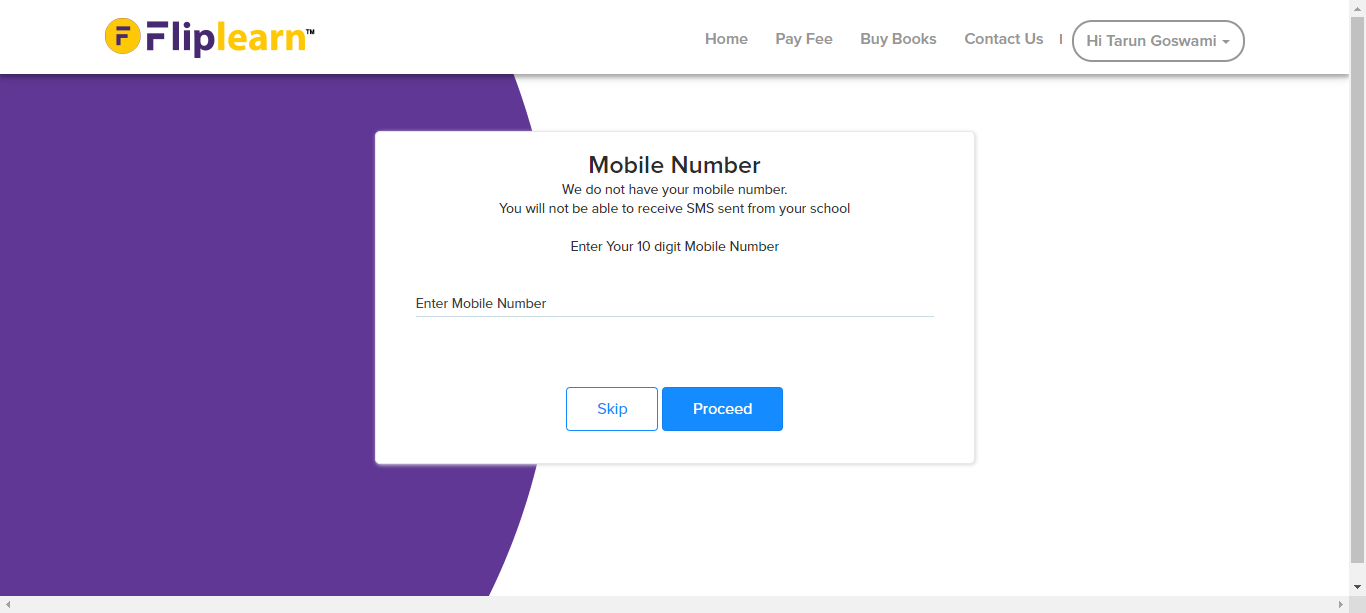 F Fliplearn™
Home Pay Fee Buy Books Contact Us | Hi Tarun Goswami
Mobile Number
We do not have your mobile number.
You will not be able to receive SMS sent from your school
Enter Your 10 digit Mobile Number
Enter Mobile Number
Skip Proceed